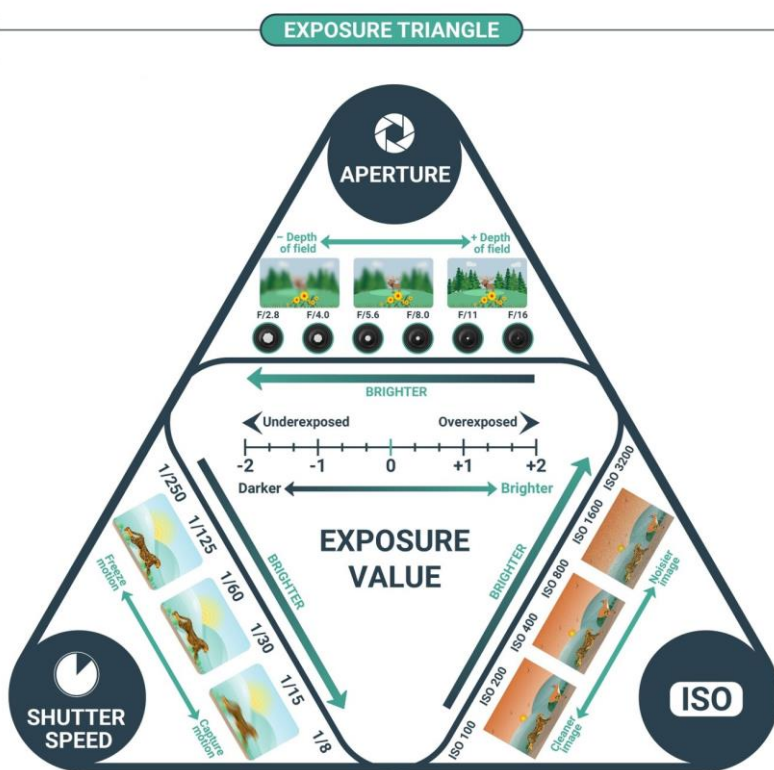 EXPOSURE TRIANGLE
APERTURE
– Depth
of field
+ Depth
of field
F/2.8 F/4.0 F/5.6 F/8.0 F/11 F/16
BRIGHTER
Underexposed Overexposed
-2 -1 0 +1 +2
Darker Brighter
EXPOSURE
VALUE
1/250
1/125
1/60
1/30
1/15
1/8
Freeze
motion
Capture
motion
BRIGHTER
SHUTTER
SPEED
BRIGHTER
ISO 3200
ISO 1600
ISO 800
ISO 400
ISO 200
ISO 100
Noisier
image
Cleaner
image
ISO